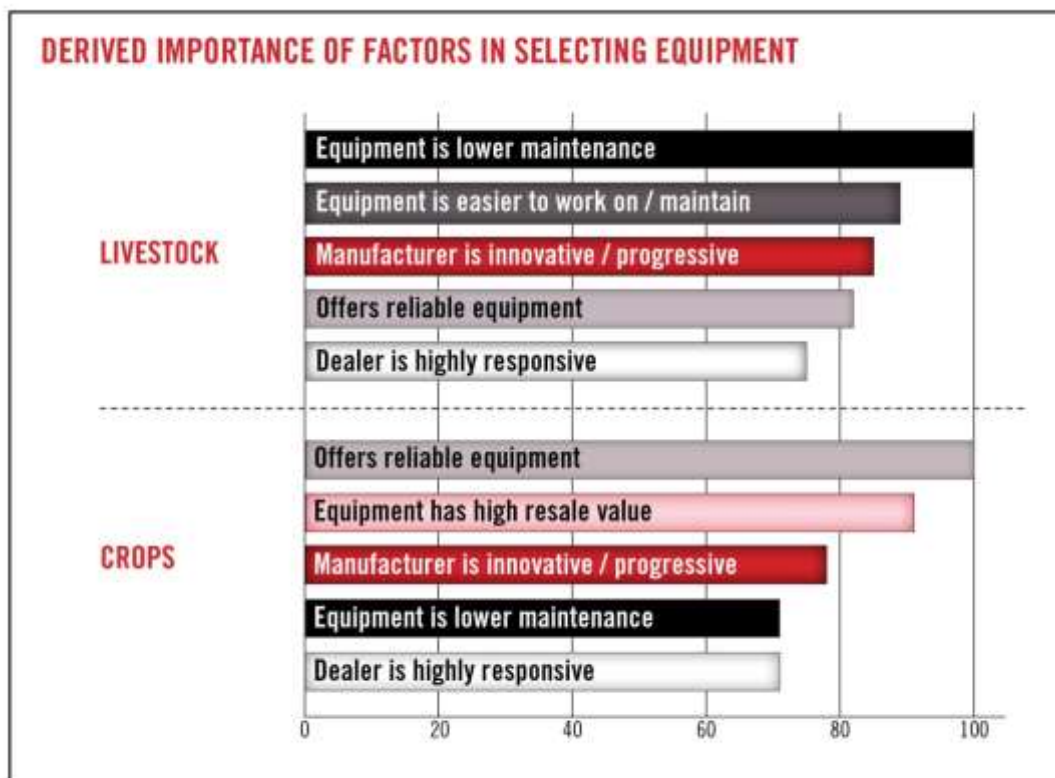 DERIVED IMPORTANCE OF FACTORS IN SELECTING EQUIPMENT
LIVESTOCK
Equipment is lower maintenance
Equipment is easier to work on / maintain
Manufacturer is innovative / progressive
Offers reliable equipment
Dealer is highly responsive
CROPS
Offers reliable equipment
Equipment has high resale value
Manufacturer is innovative / progressive
Equipment is lower maintenance
Dealer is highly responsive
0 20 40 60 80 100